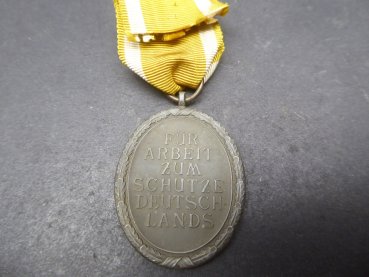 FÜR
ARBEIT
ZUM
SCHUTZE
DEUTSCH
LANDS